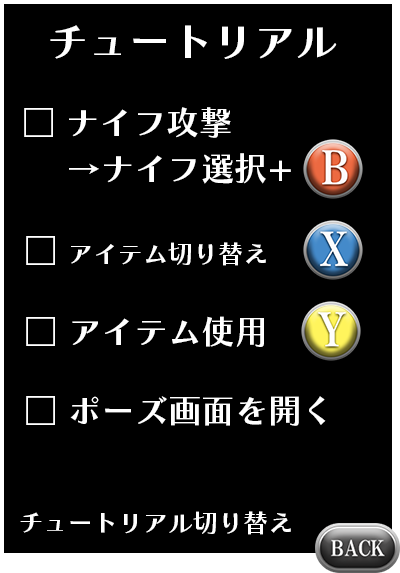 チュートリアル
□ ナイフ攻撃
→ナイフ選択+ B
□ アイテム切り替え X
□ アイテム使用 Y
□ ポーズ画面を開く
チュートリアル切り替え BACK